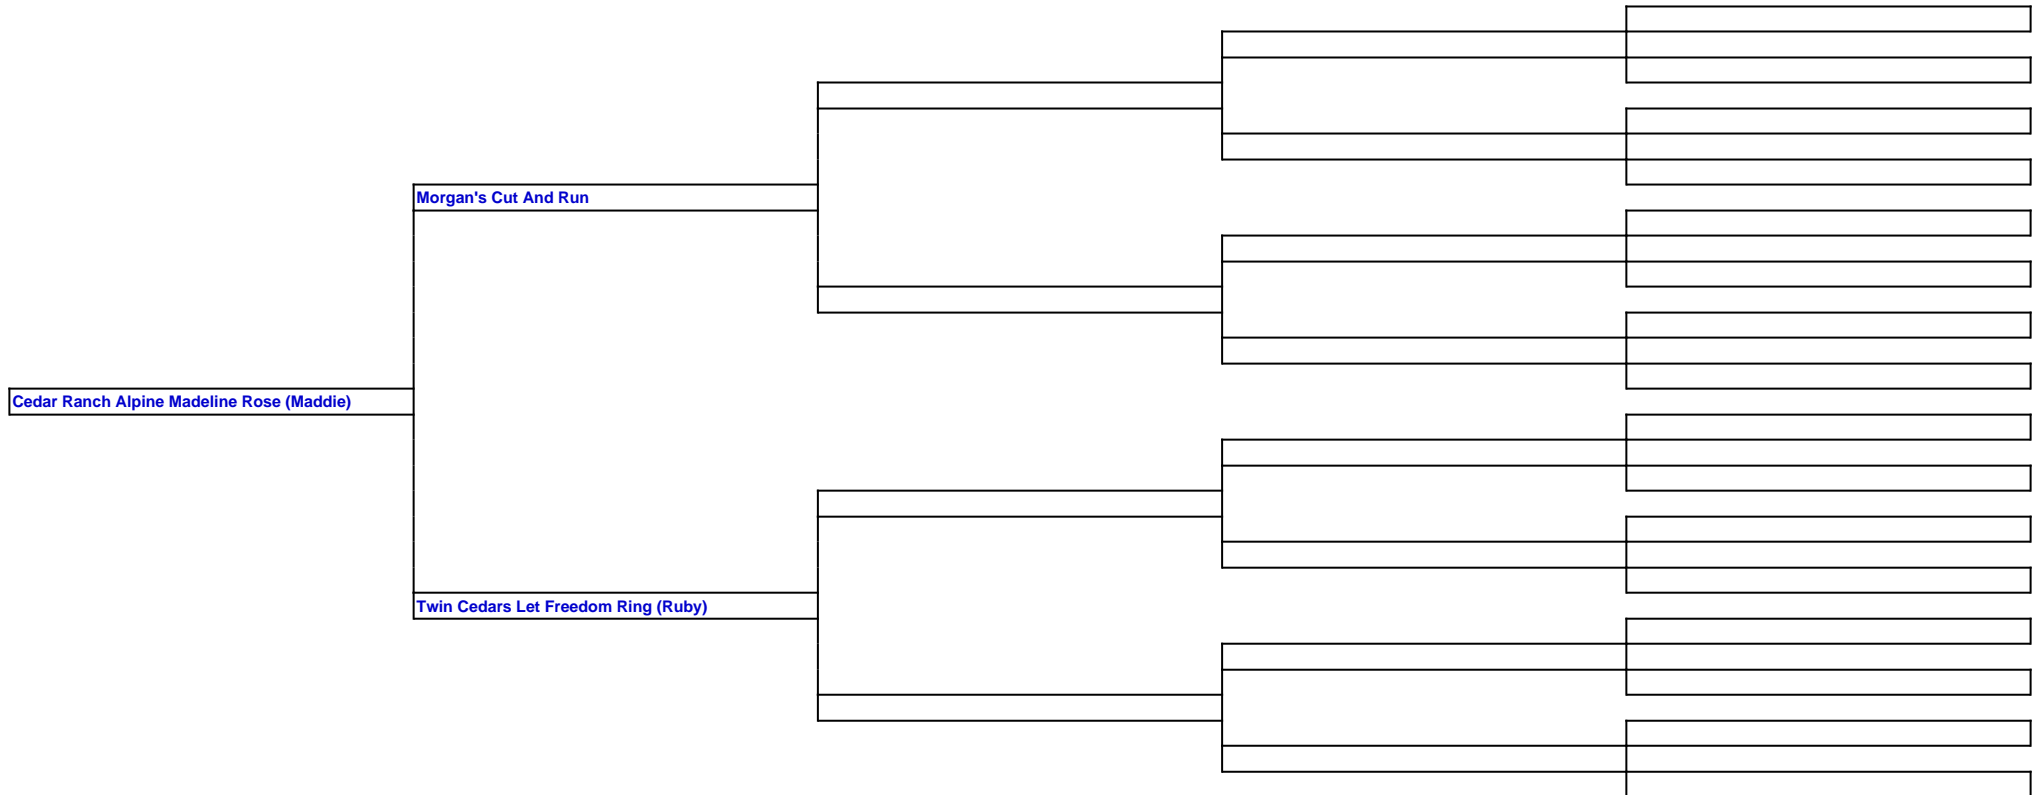 Morgan's Cut And Run
Cedar Ranch Alpine Madeline Rose (Maddie)
Twin Cedars Let Freedom Ring (Ruby)